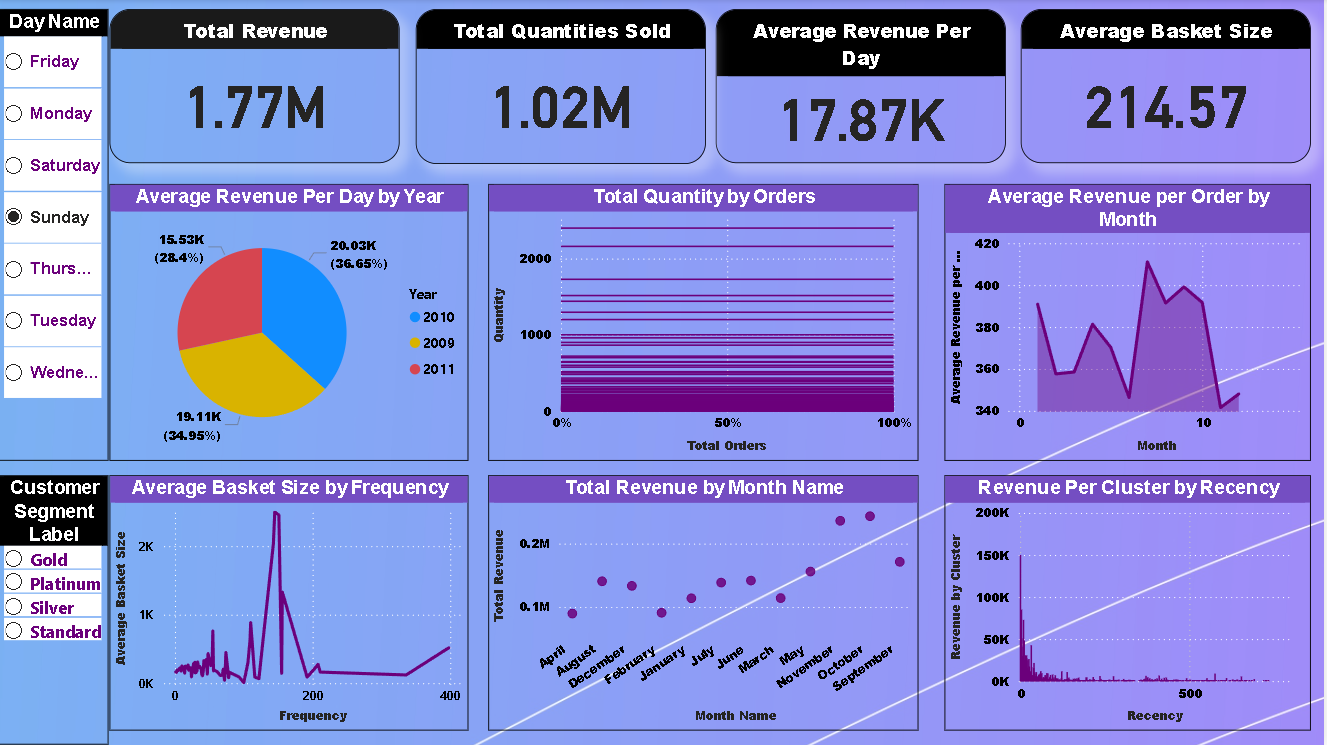 Day Name
Friday
Monday
Saturday
Sunday
Thurs...
Tuesday
Wedne...
Total Revenue
1.77M
Total Quantities Sold
1.02M
Average Revenue Per
Day
17.87K
Average Basket Size
214.57
Average Revenue Per Day by Year
15.53K
(28.4%)
20.03K
(36.65%)
19.11K
(34.95%)
Year
2010
2009
2011
Total Quantity by Orders
Quantity
2000
1000
0
0% 50% 100%
Total Orders
Average Revenue per Order by
Month
Average Revenue per ...
420
400
380
360
340
0 10
Month
Customer
Segment
Label
Gold
Platinum
Silver
Standard
Average Basket Size by Frequency
Average Basket Size
2K
1K
0K
0 200 400
Frequency
Total Revenue by Month Name
Total Revenue
0.2M
0.1M
April
August
December
February
January
July
June
March
May
November
October
September
Month Name
Revenue Per Cluster by Recency
Revenue by Cluster
200K
150K
100K
50K
0K
0 500
Recency